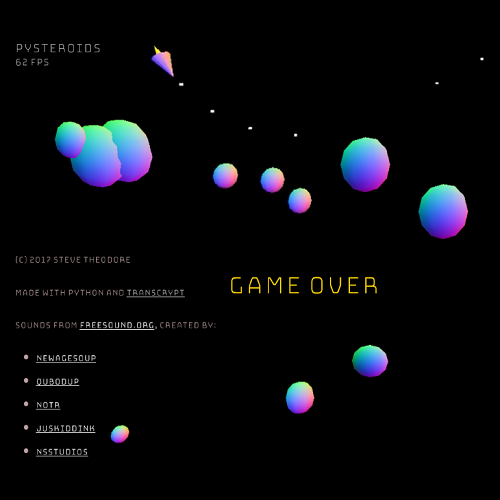 PYSTEROIDS
62 FPS
(C) 2017 STEVE THEODORE
GAME OVER
MADE WITH PYTHON AND TRANSCRYPT
SOUNDS FROM FREESOUND.ORG, CREATED BY:
NEWAGESOUP
QUBODUP
NOTR
JUSKIDDINK
NSSTUDIOS